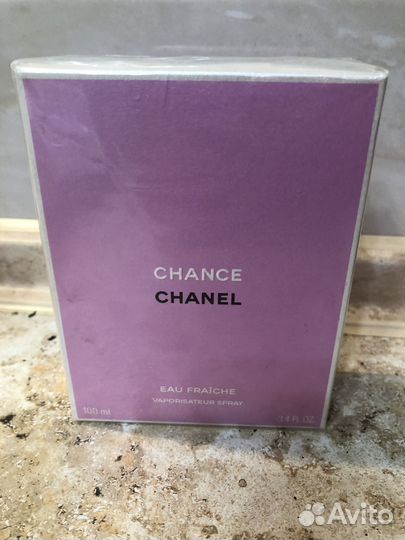 CHANCE
CHANEL
EAU FRAÎCHE
VAPORISATEUR SPRAY
100 ml
3.4 FL.OZ
Avito